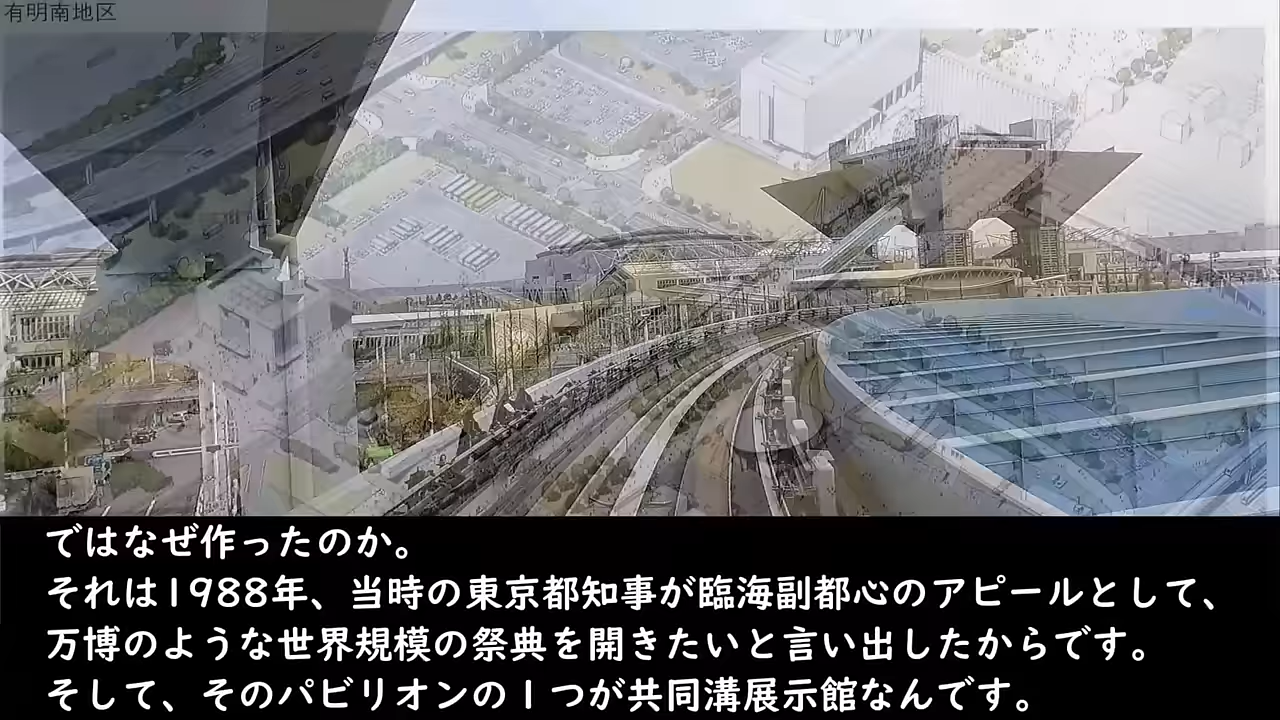 有明南地区
ではなぜ作ったのか。
それは1988年、当時の東京都知事が臨海副都心のアピールとして、
万博のような世界規模の祭典を開きたいと言い出したからです。
そして、そのパビリオンの1つが共同溝展示館なんです。